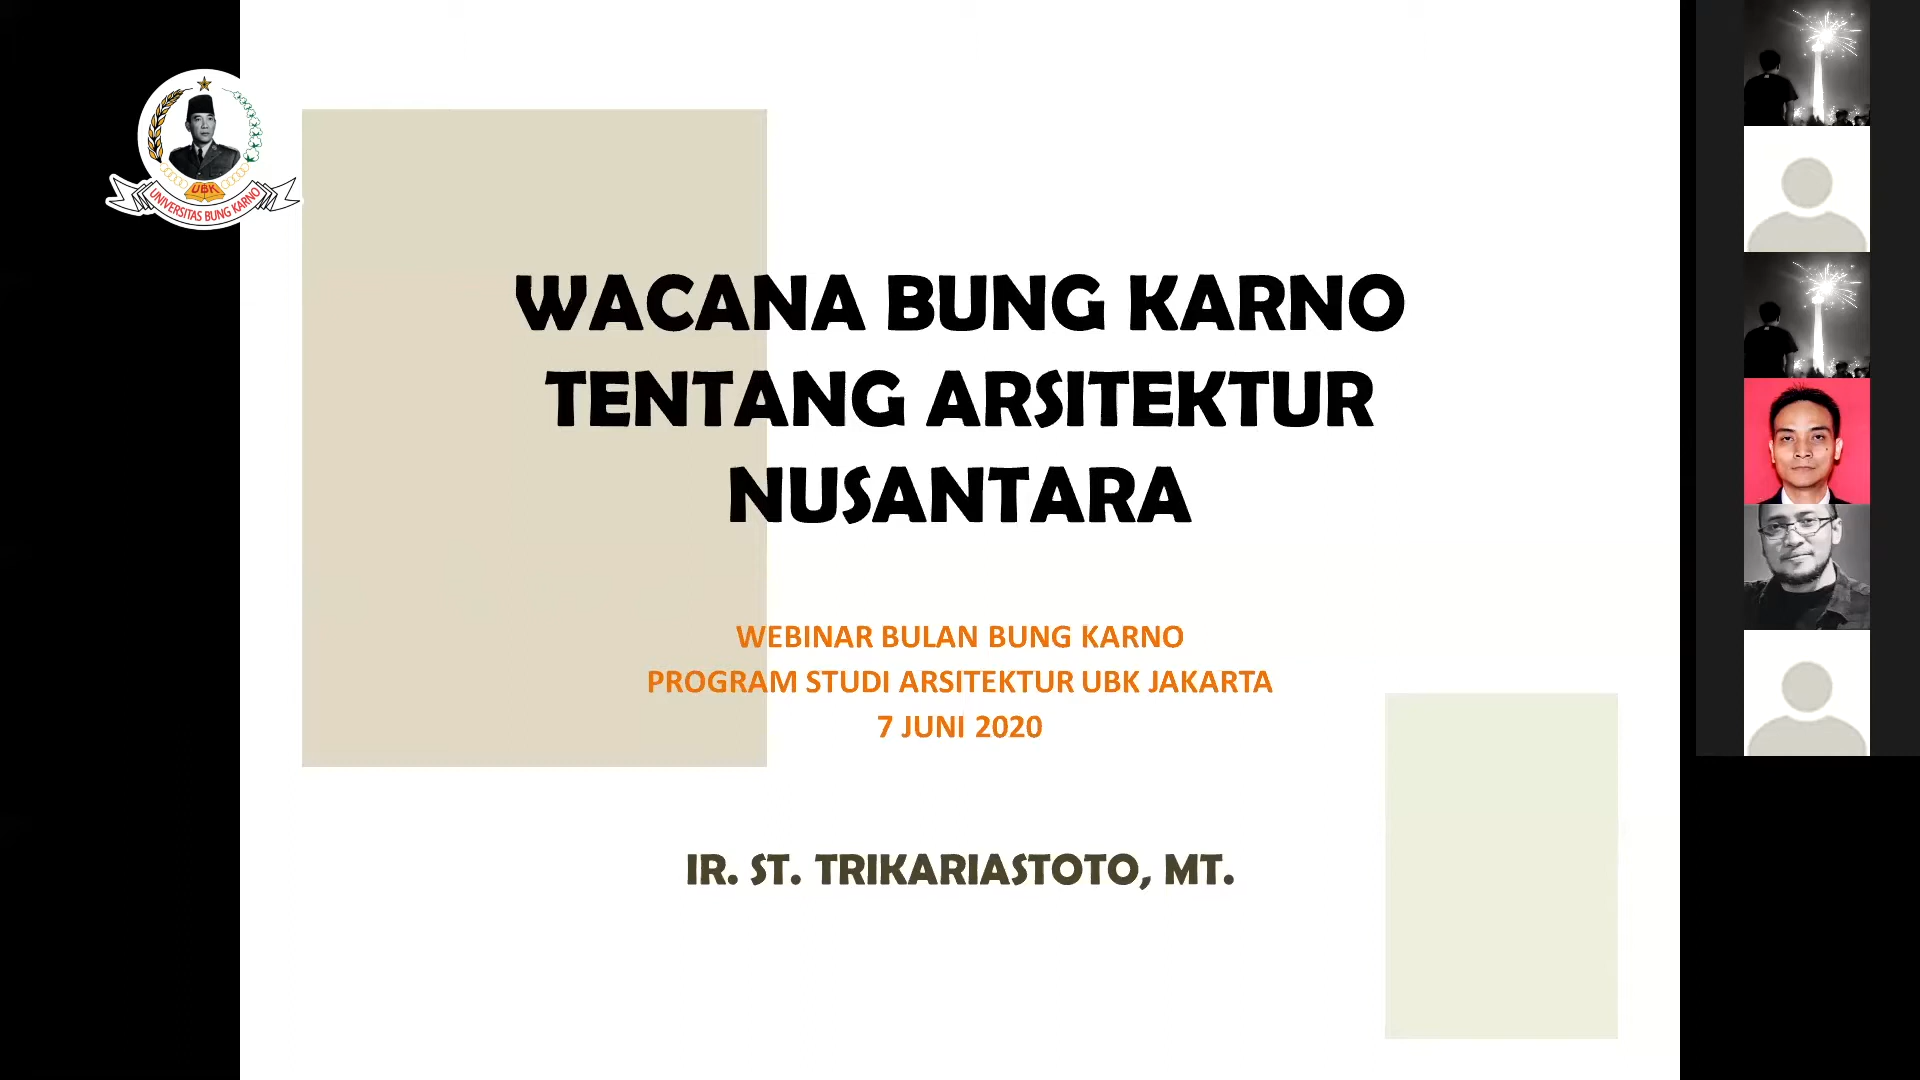 UBK
UNIVERSITAS BUNG KARNO
WACANA BUNG KARNO
TENTANG ARSITEKTUR
NUSANTARA
WEBINAR BULAN BUNG KARNO
PROGRAM STUDI ARSITEKTUR UBK JAKARTA
7 JUNI 2020
IR. ST. TRIKARIASTOTO, MT.